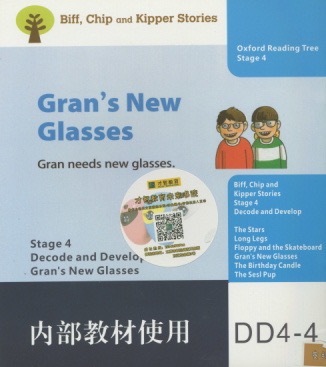 Biff, Chip and Kipper Stories
Oxford Reading Tree
Stage 4
Gran's New
Glasses
Gran needs new glasses.
Biff, Chip and
Kipper Stories
Stage 4
Decode and Develop
The Stars
Long Legs
Floppy and the Skateboard
Gran's New Glasses
The Birthday Candle
The Sesl Pup
Stage 4
Decode and Develop
Gran's New Glasses
内部教材使用
DD4-4